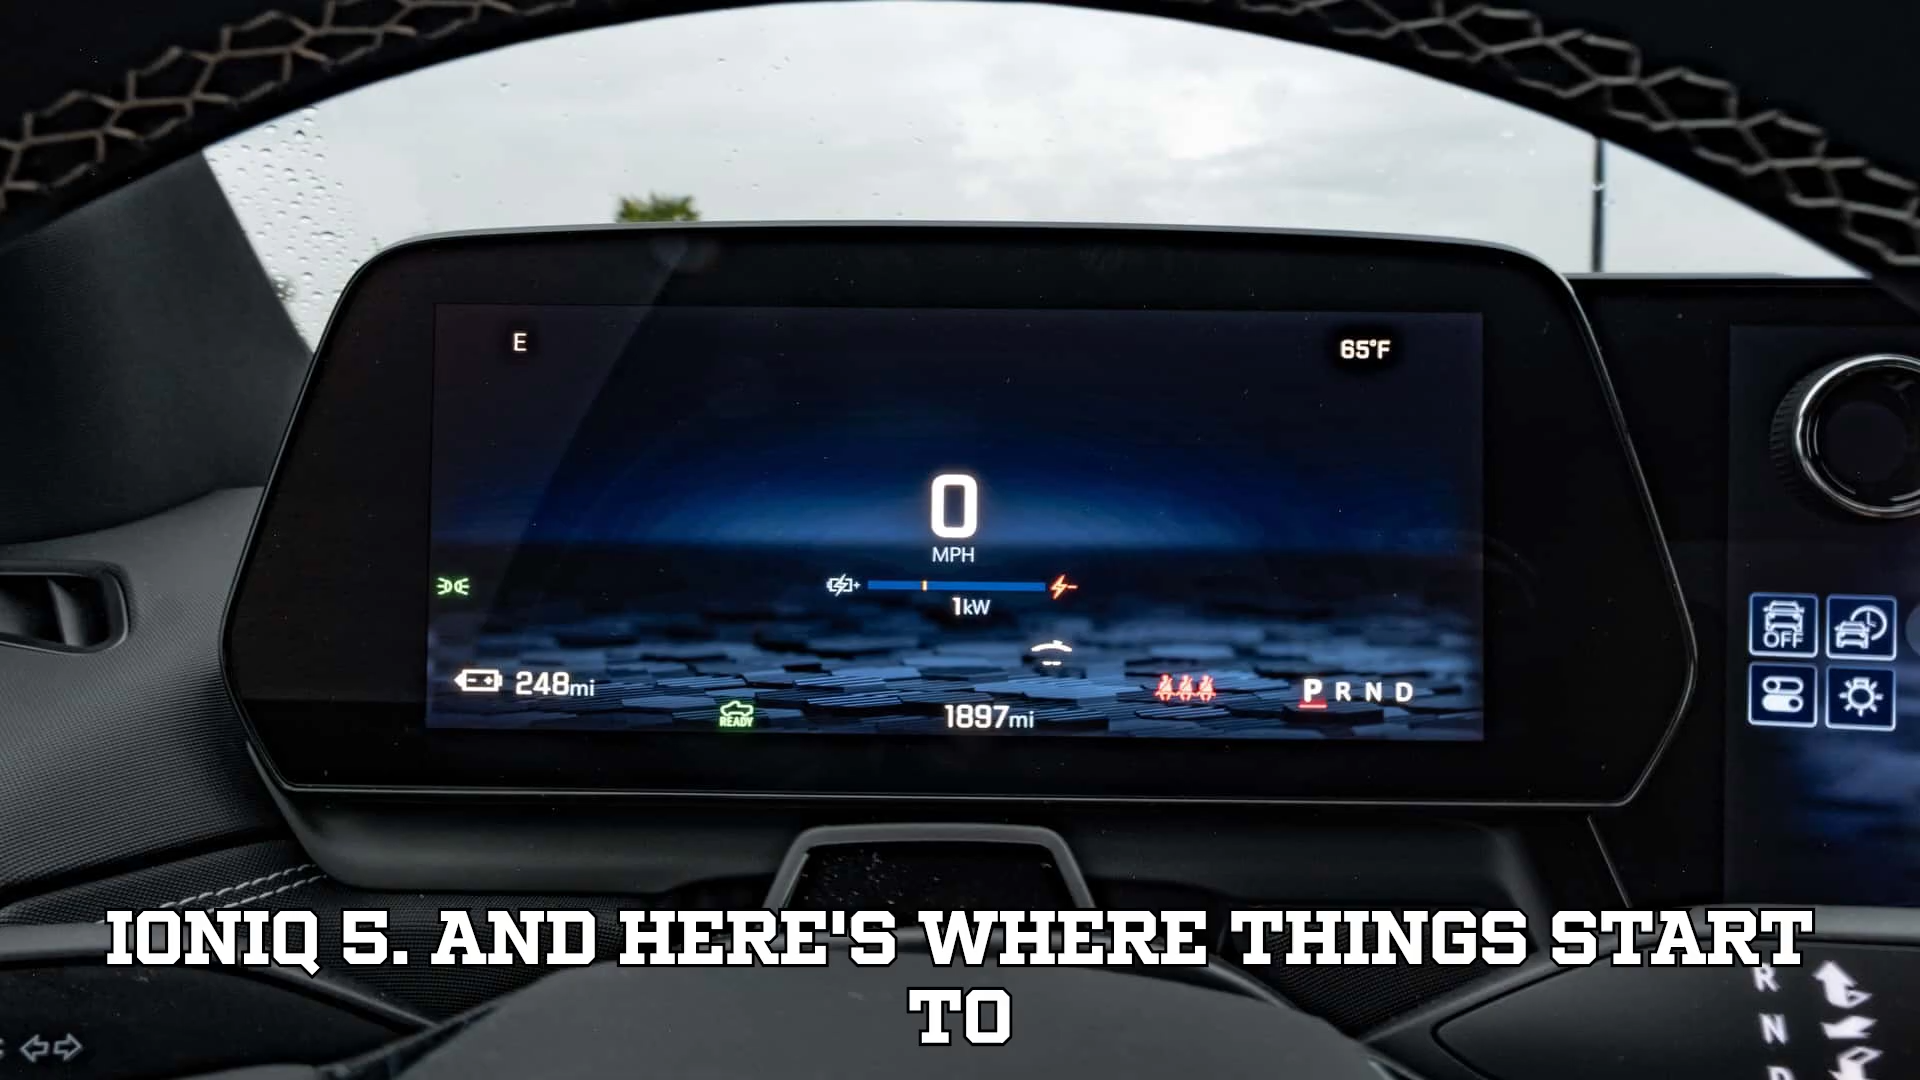 E
65°F
0
MPH
1kW
248mi
READY
1897mi
P R N D
OFF
IONIQ 5. AND HERE'S WHERE THINGS START
TO
R
N
D